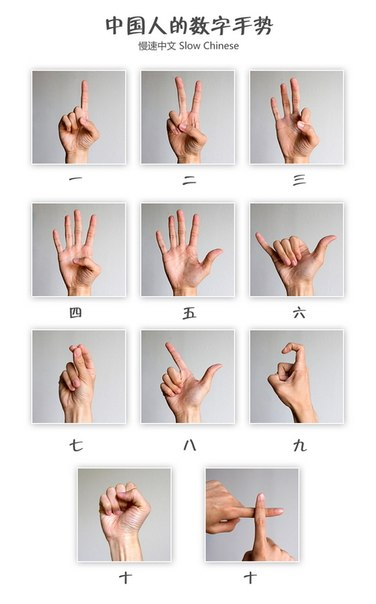 中国人的数字手势
慢速中文 Slow Chinese
一 二 三
四 五 六
七 八 九
十 十